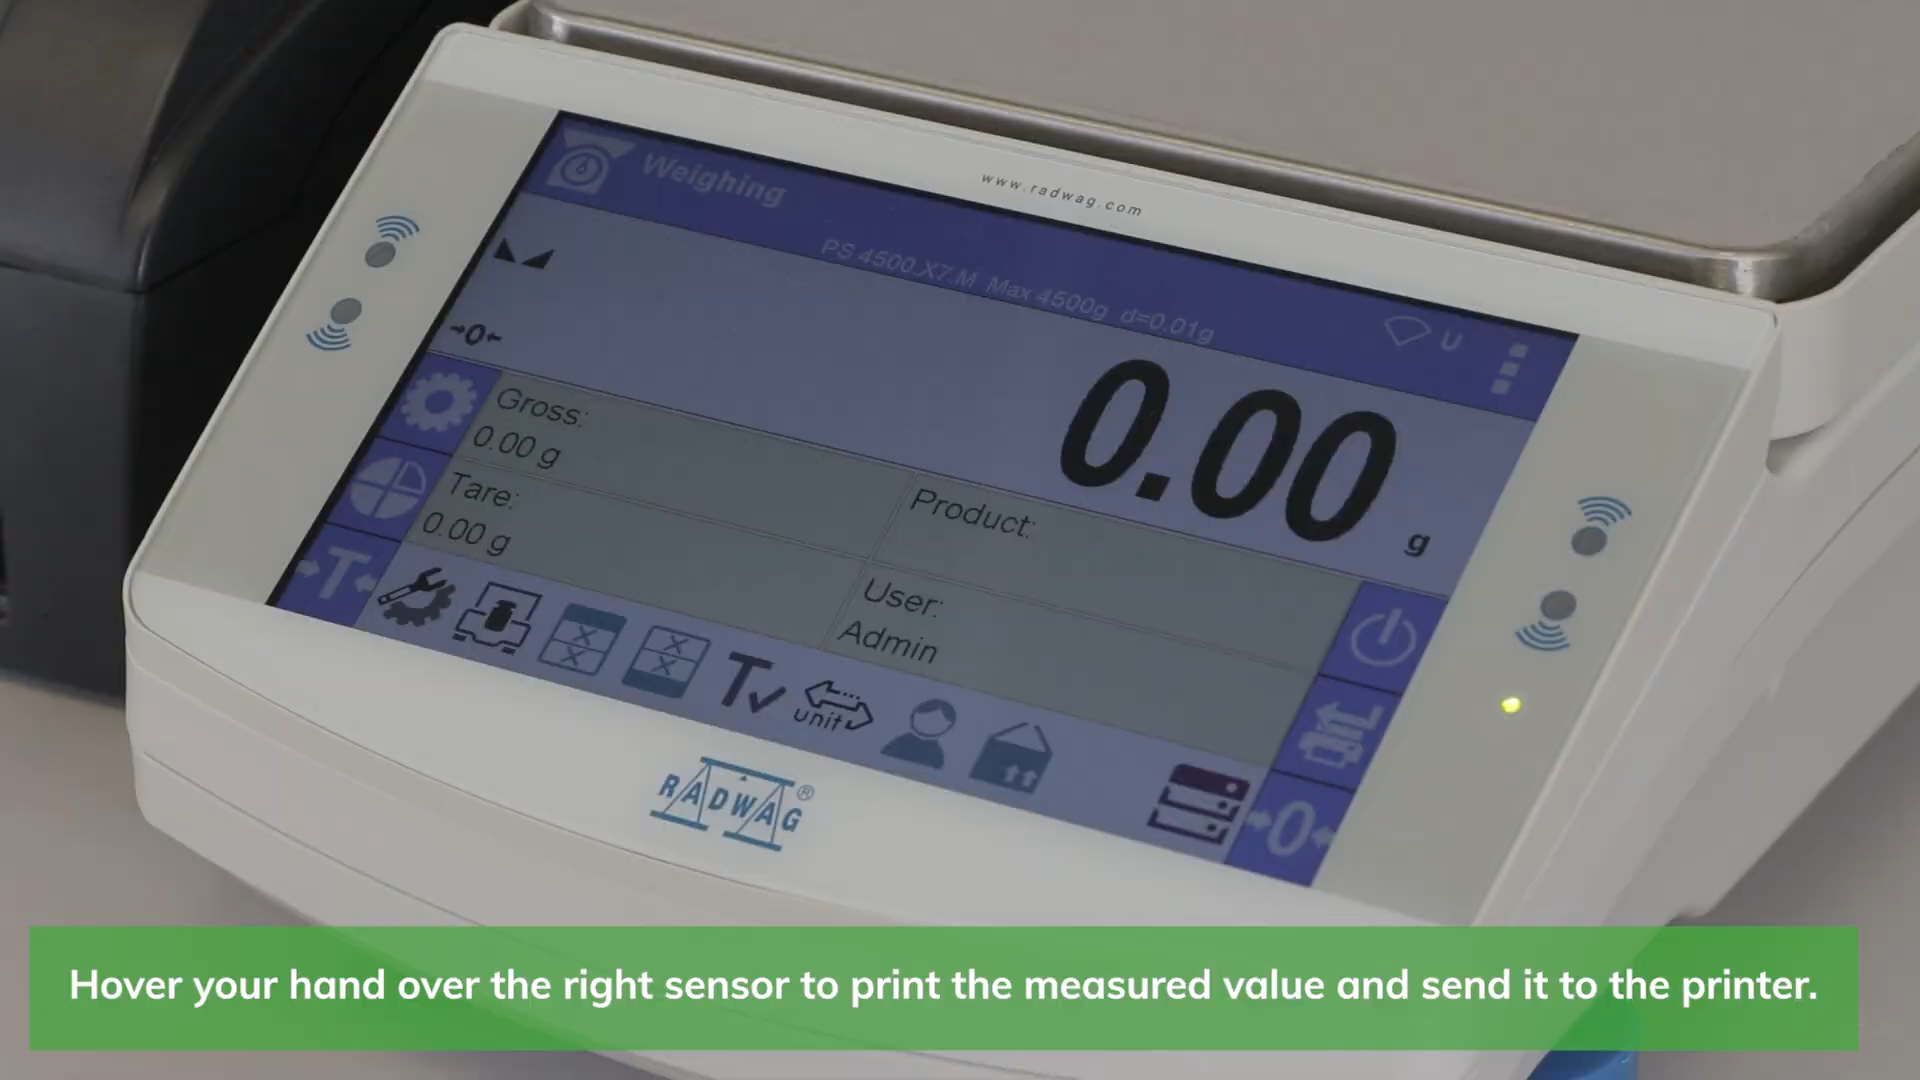 www.radwag.com
Weighing
PS 4500.X7.M Max 4500g d=0.01g
U
→0←
0.00 g
Gross:
0.00 g
Tare:
0.00 g
Product:
User:
Admin
→T←
T
unit
→0←
RADWAG®
Hover your hand over the right sensor to print the measured value and send it to the printer.